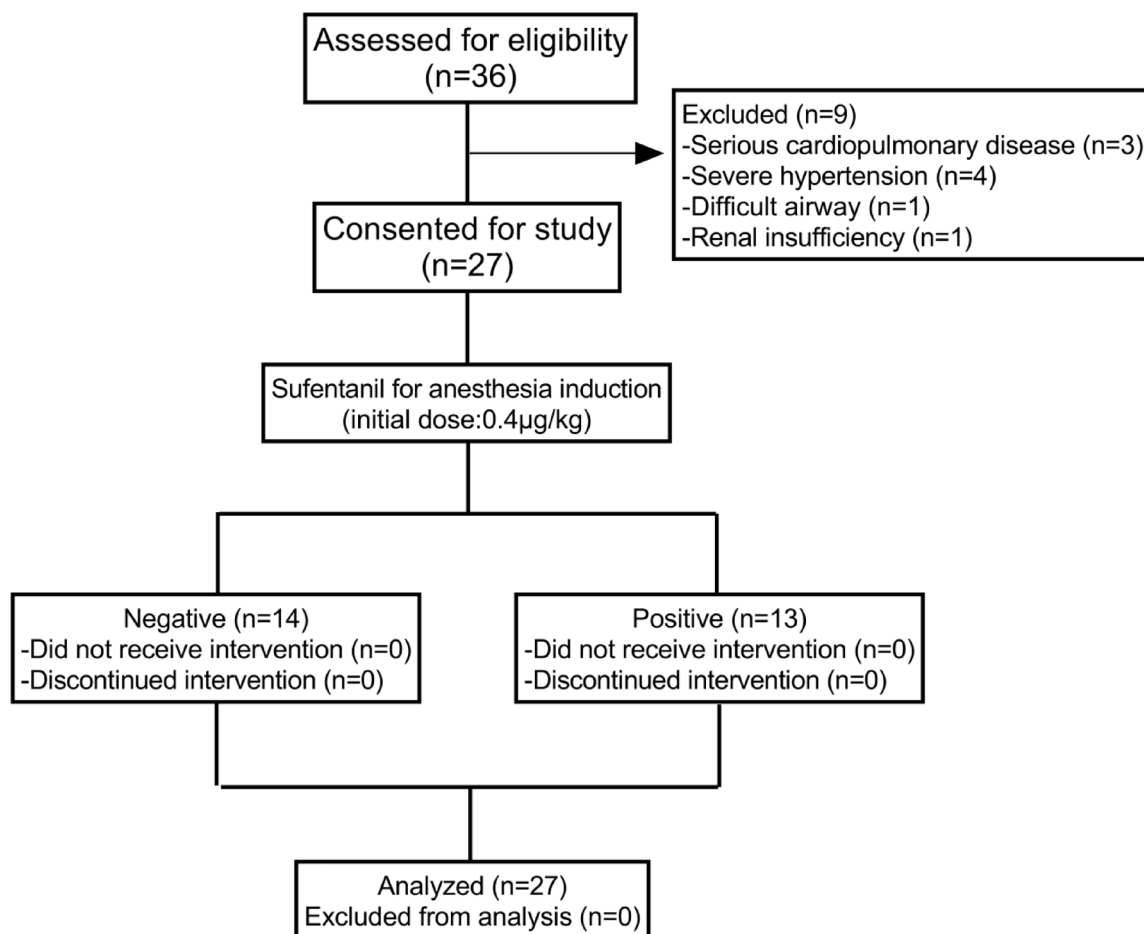 Assessed for eligibility
(n=36)
Excluded (n=9)
-Serious cardiopulmonary disease (n=3)
-Severe hypertension (n=4)
-Difficult airway (n=1)
-Renal insufficiency (n=1)
Consented for study
(n=27)
Sufentanil for anesthesia induction
(initial dose:0.4µg/kg)
Negative (n=14)
-Did not receive intervention (n=0)
-Discontinued intervention (n=0)
Positive (n=13)
-Did not receive intervention (n=0)
-Discontinued intervention (n=0)
Analyzed (n=27)
Excluded from analysis (n=0)